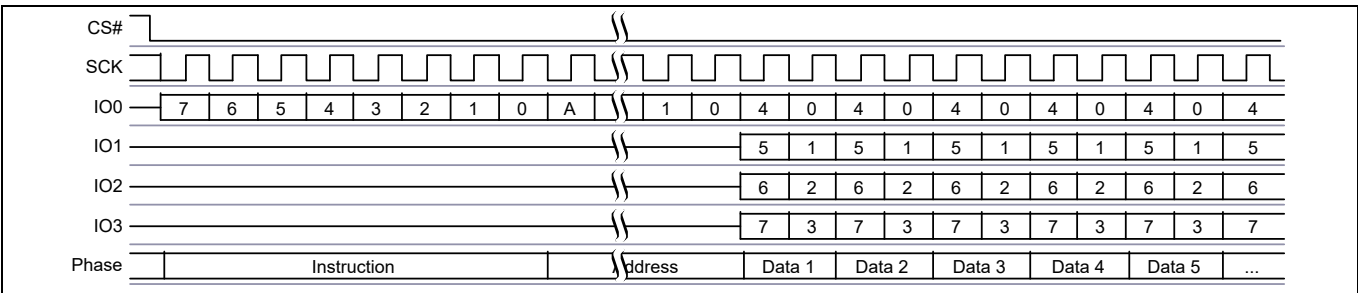 CS#
SCK
IO0 7 6 5 4 3 2 1 0 A 1 0 4 0 4 0 4 0 4 0 4 0 4
IO1 5 1 5 1 5 1 5 1 5 1 5
IO2 6 2 6 2 6 2 6 2 6 2 6
IO3 7 3 7 3 7 3 7 3 7 3 7
Phase Instruction Address Data 1 Data 2 Data 3 Data 4 Data 5 ...